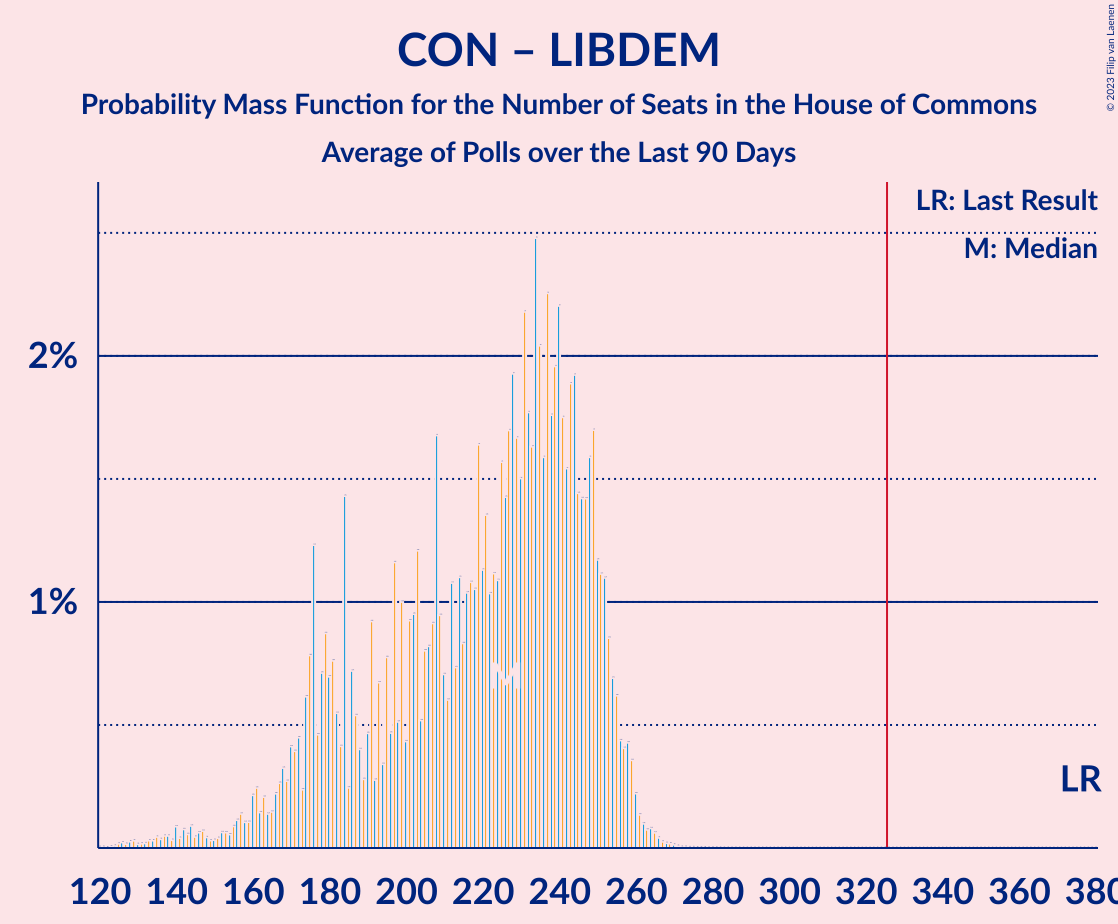 CON – LIBDEM
Probability Mass Function for the Number of Seats in the House of Commons
Average of Polls over the Last 90 Days
© 2023 Filip van Laenen
LR: Last Result
M: Median
2%
1%
M
LR
120 140 160 180 200 220 240 260 280 300 320 340 360 380